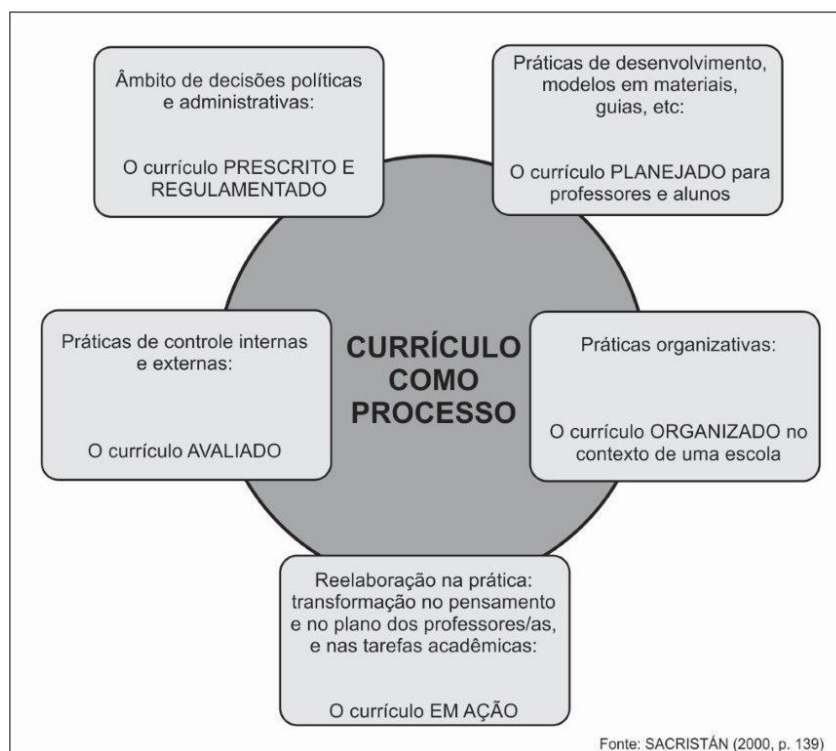 Âmbito de decisões políticas
e administrativas:
O currículo PRESCRITO E
REGULAMENTADO
Práticas de desenvolvimento,
modelos em materiais,
guias, etc:
O currículo PLANEJADO para
professores e alunos
Práticas de controle internas
e externas:
O currículo AVALIADO
CURRÍCULO
COMO
PROCESSO
Práticas organizativas:
O currículo ORGANIZADO no
contexto de uma escola
Reelaboração na prática:
transformação no pensamento
e no plano dos professores/as,
e nas tarefas acadêmicas:
O currículo EM AÇÃO
Fonte: SACRISTÁN (2000, p. 139)